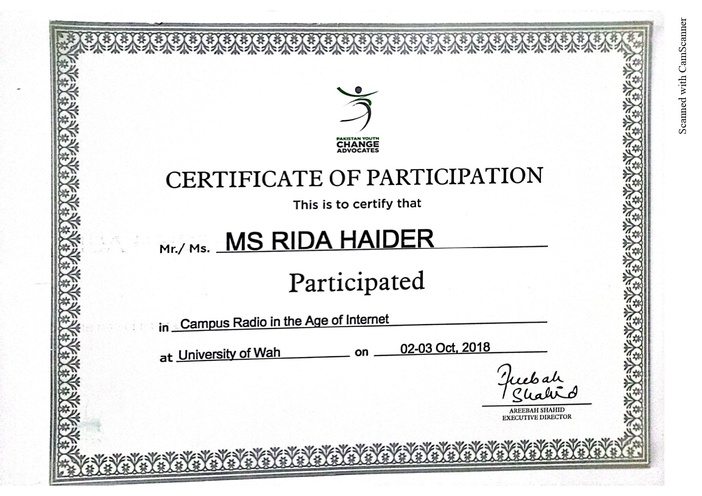 PAKISTAN YOUTH
CHANGE
ADVOCATES
CERTIFICATE OF PARTICIPATION
This is to certify that
Mr./ Ms. MS RIDA HAIDER
Participated
in Campus Radio in the Age of Internet
at University of Wah on 02-03 Oct, 2018
Areebah
Shahid
AREEBAH SHAHID
EXECUTIVE DIRECTOR
Scanned with CamScanner